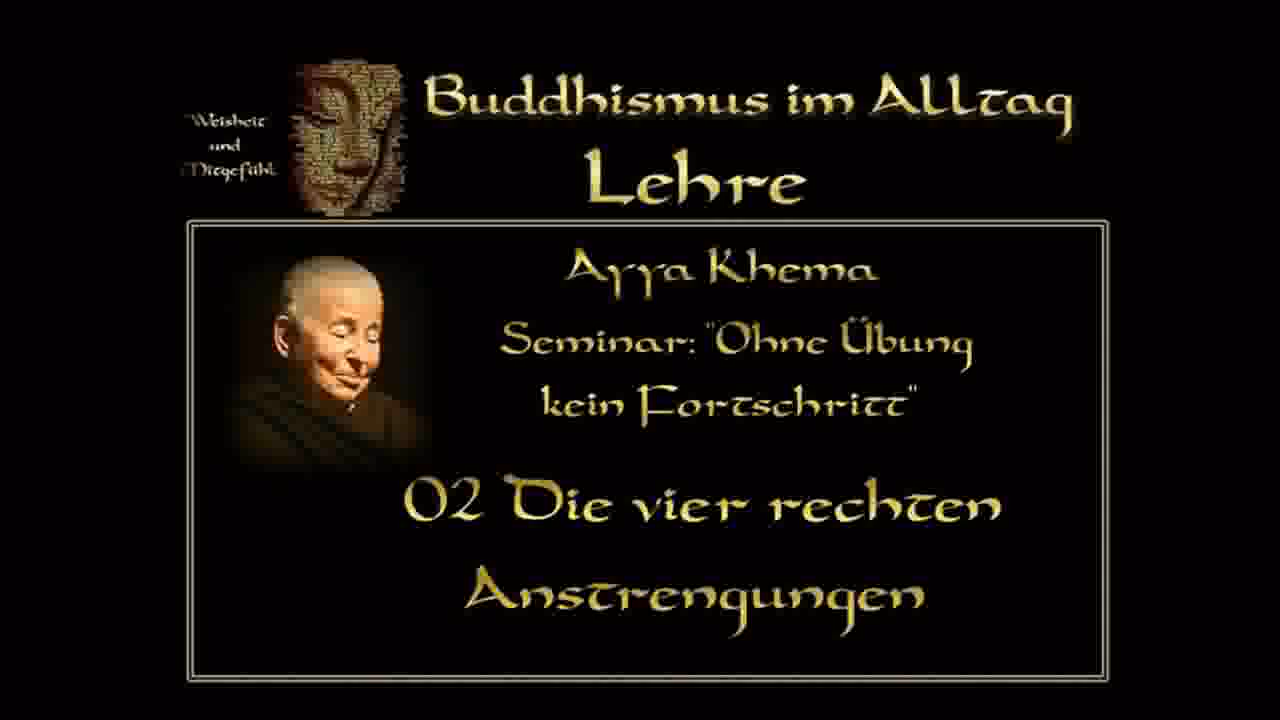 Weisheit
und
Mitgefühl
Buddhismus im Alltag
Lehre
Ayya Khema
Seminar: "Ohne Übung
kein Fortschritt"
02 Die vier rechten
Anstrengungen